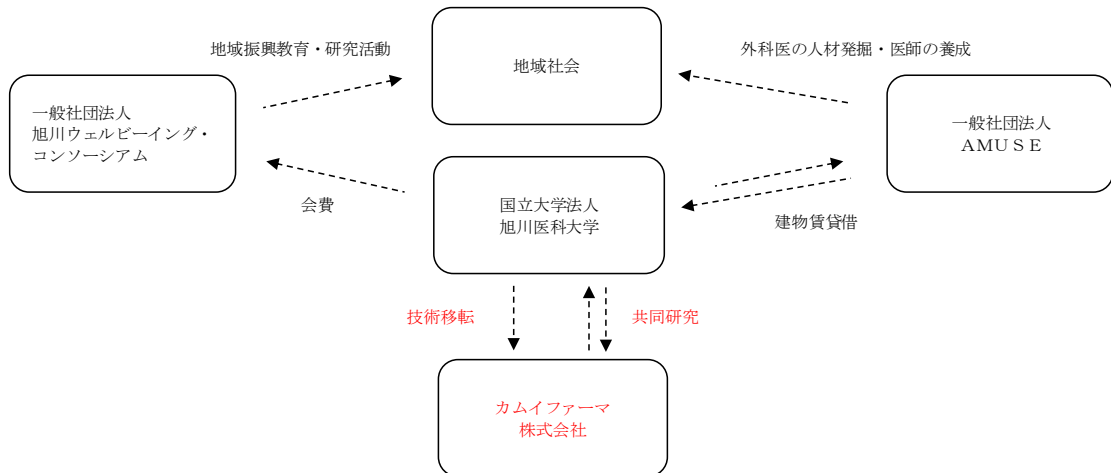 地域振興教育・研究活動
外科医の人材発掘・医師の養成
地域社会
一般社団法人
旭川ウェルビーイング・
コンソーシアム
一般社団法人
ＡＭＵＳＥ
会費
国立大学法人
旭川医科大学
建物賃貸借
技術移転
共同研究
カムイファーマ
株式会社